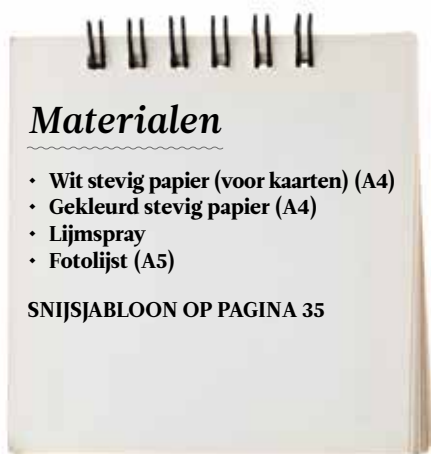 Materialen
• Wit stevig papier (voor kaarten) (A4)
• Gekleurd stevig papier (A4)
• Lijmspray
• Fotolijst (A5)
SNIJSJABLOON OP PAGINA 35